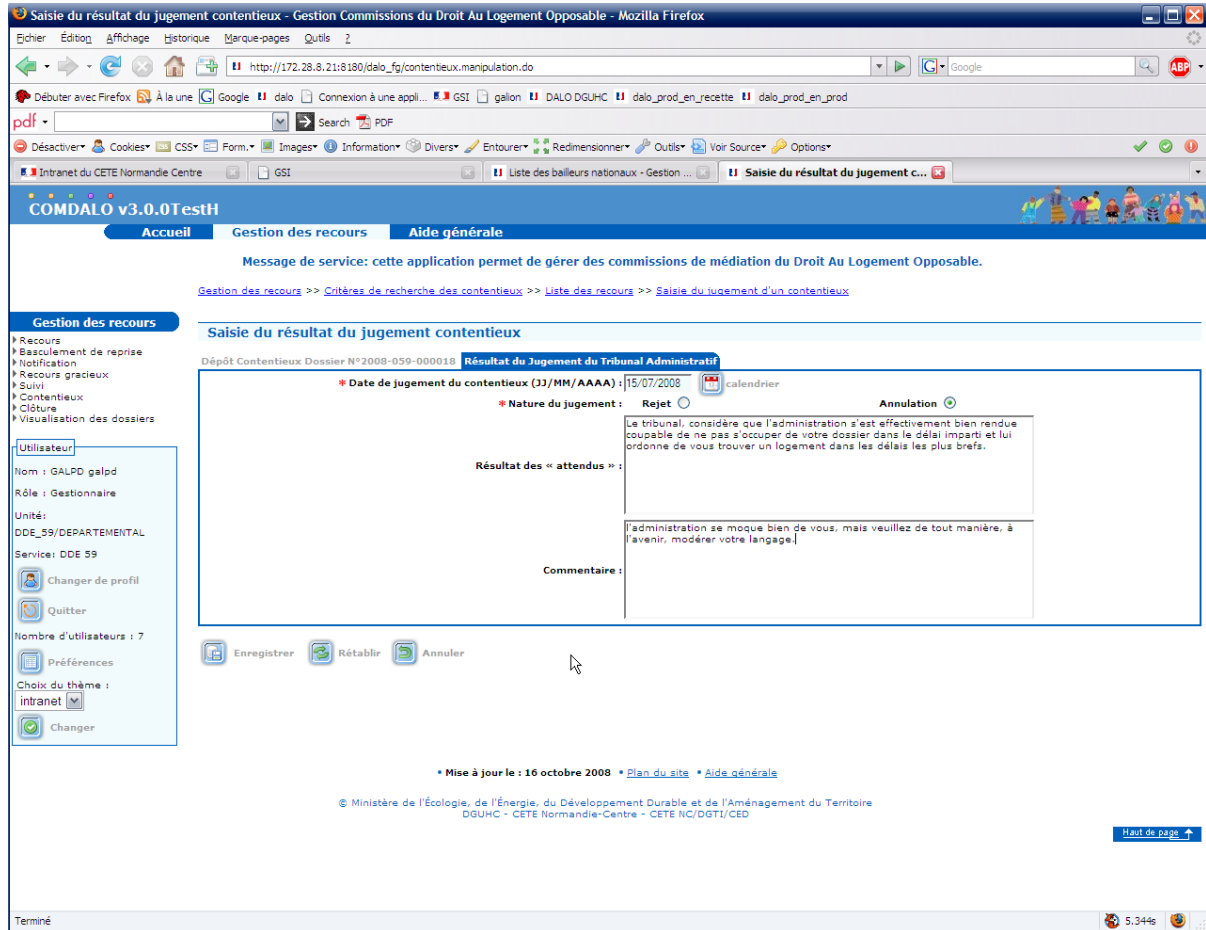 Saisie du résultat du jugement contentieux - Gestion Commissions du Droit Au Logement Opposable - Mozilla Firefox
Fichier Édition Affichage Historique Marque-pages Outils ?
http://172.28.8.21:8180/dalo_fg/contentieux.manipulation.do
G Google
ABP
Débuter avec Firefox À la une Google dalo Connexion à une appli... GSI galion DALO DGUHC dalo_prod_en_recette dalo_prod_en_prod
pdf Search PDF
Désactiver Cookies CSS Form. Images Information Divers Entourer Redimensionner Outils Voir Source Options
Intranet du CETE Normandie Centre GSI Liste des bailleurs nationaux - Gestion ... Saisie du résultat du jugement c...
COMDALO v3.0.0TestH
Accueil Gestion des recours Aide générale
Message de service: cette application permet de gérer des commissions de médiation du Droit Au Logement Opposable.
Gestion des recours >> Critères de recherche des contentieux >> Liste des recours >> Saisie du jugement d'un contentieux
Gestion des recours
Recours
Basculement de reprise
Notification
Recours gracieux
Suivi
Contentieux
Clôture
Visualisation des dossiers
Utilisateur
Nom : GALPD galpd
Rôle : Gestionnaire
Unité:
DDE_59/DEPARTEMENTAL
Service: DDE 59
Changer de profil
Quitter
Nombre d'utilisateurs : 7
Préférences
Choix du thème :
intranet
Changer
Saisie du résultat du jugement contentieux
Dépôt Contentieux Dossier N°2008-059-000018 Résultat du Jugement du Tribunal Administratif
* Date de jugement du contentieux (JJ/MM/AAAA) : 15/07/2008 calendrier
* Nature du jugement : Rejet Annulation
Résultat des « attendus » :
Le tribunal, considère que l'administration s'est effectivement bien rendue
coupable de ne pas s'occuper de votre dossier dans le délai imparti et lui
ordonne de vous trouver un logement dans les délais les plus brefs.
Commentaire :
l'administration se moque bien de vous, mais veuillez de tout manière, à
l'avenir, modérer votre langage.
Enregistrer Rétablir Annuler
• Mise à jour le : 16 octobre 2008 • Plan du site • Aide générale
© Ministère de l'Écologie, de l'Énergie, du Développement Durable et de l'Aménagement du Territoire
DGUHC - CETE Normandie-Centre - CETE NC/DGTI/CED
Haut de page
Terminé
5.344s